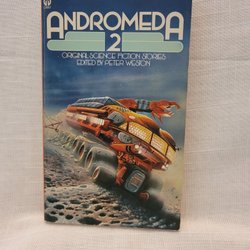 ANDROMEDA
2
ORIGINAL SCIENCE FICTION STORIES
EDITED BY PETER WESTON